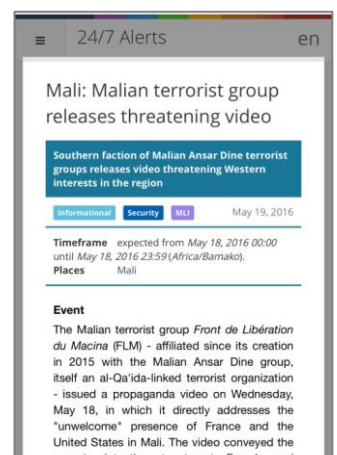 ≡ 24/7 Alerts en
Mali: Malian terrorist group
releases threatening video
Southern faction of Malian Ansar Dine terrorist
groups releases video threatening Western
interests in the region
Informational Security MLI May 19, 2016
Timeframe expected from May 18, 2016 00:00
until May 18, 2016 23:59 (Africa/Bamako).
Places Mali
Event
The Malian terrorist group Front de Libération
du Macina (FLM) - affiliated since its creation
in 2015 with the Malian Ansar Dine group,
itself an al-Qa'ida-linked terrorist organization
- issued a propaganda video on Wednesday,
May 18, in which it directly addresses the
"unwelcome" presence of France and the
United States in Mali. The video conveyed the